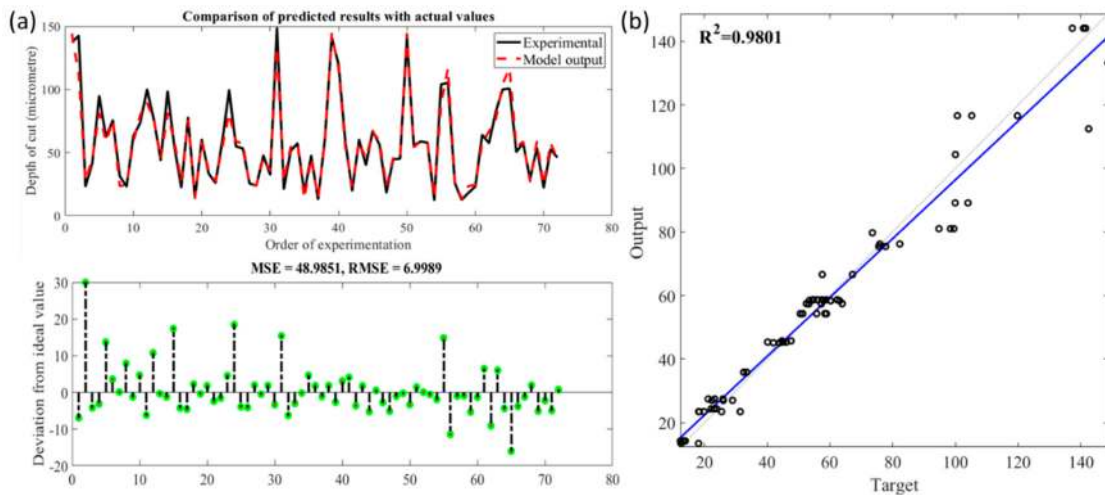 (a)
Comparison of predicted results with actual values
Experimental
Model output
Depth of cut (micrometre)
150
100
50
0
0 10 20 30 40 50 60 70 80
Order of experimentation
MSE = 48.9851, RMSE = 6.9989
Deviation from ideal value
30
20
10
0
-10
-20
0 10 20 30 40 50 60 70 80
(b)
R²=0.9801
Output
140
120
100
80
60
40
20
20 40 60 80 100 120 140
Target